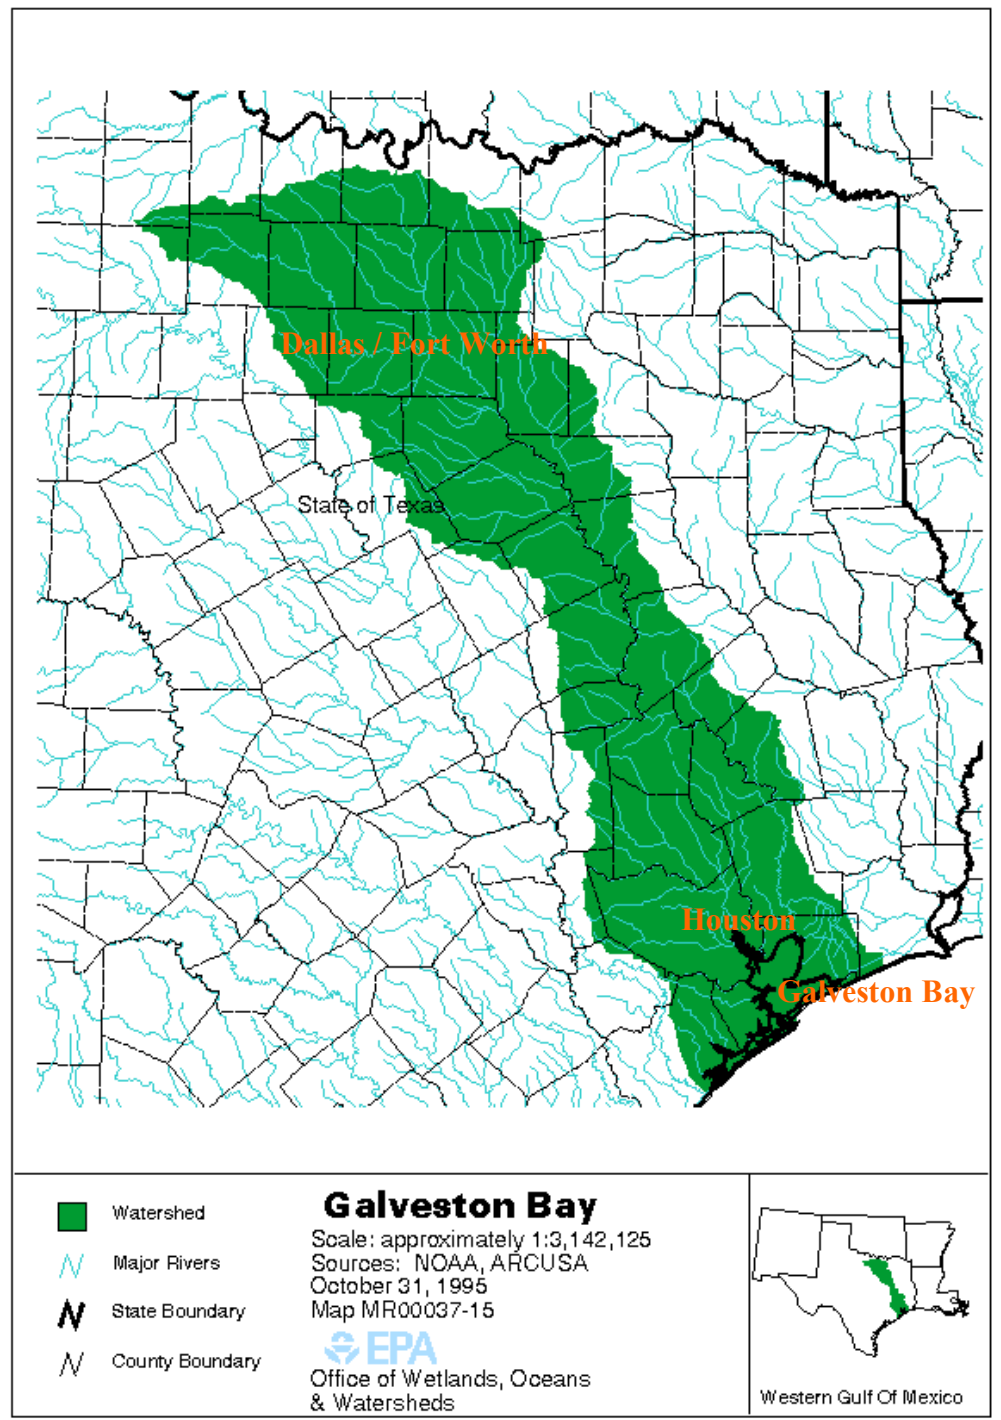 Dallas / Fort Worth
State of Texas
Houston
Galveston Bay
Watershed
Major Rivers
State Boundary
County Boundary
Galveston Bay
Scale: approximately 1:3,142,125
Sources: NOAA, ARCUSA
October 31, 1995
Map MR00037-15
EPA
Office of Wetlands, Oceans
& Watersheds
Western Gulf Of Mexico